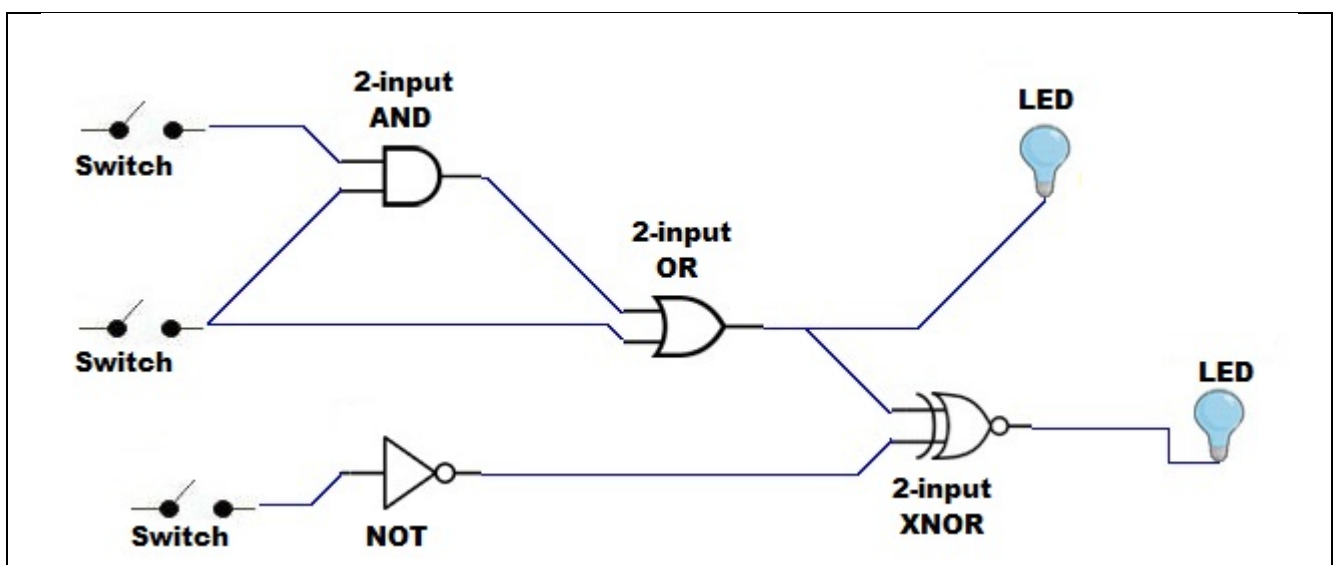 2-input
AND
Switch
LED
2-input
OR
Switch
LED
2-input
XNOR
Switch
NOT